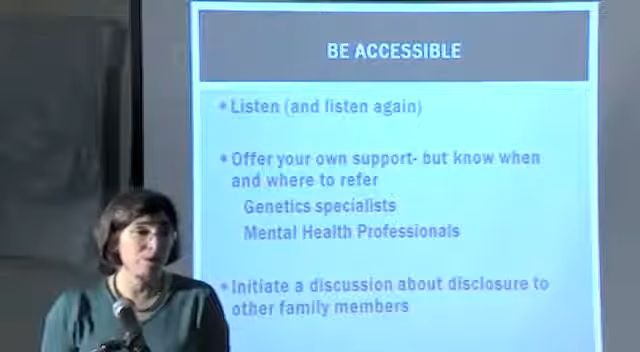 BE ACCESSIBLE
• Listen (and listen again)
• Offer your own support- but know when
and where to refer
Genetics specialists
Mental Health Professionals
• Initiate a discussion about disclosure to
other family members